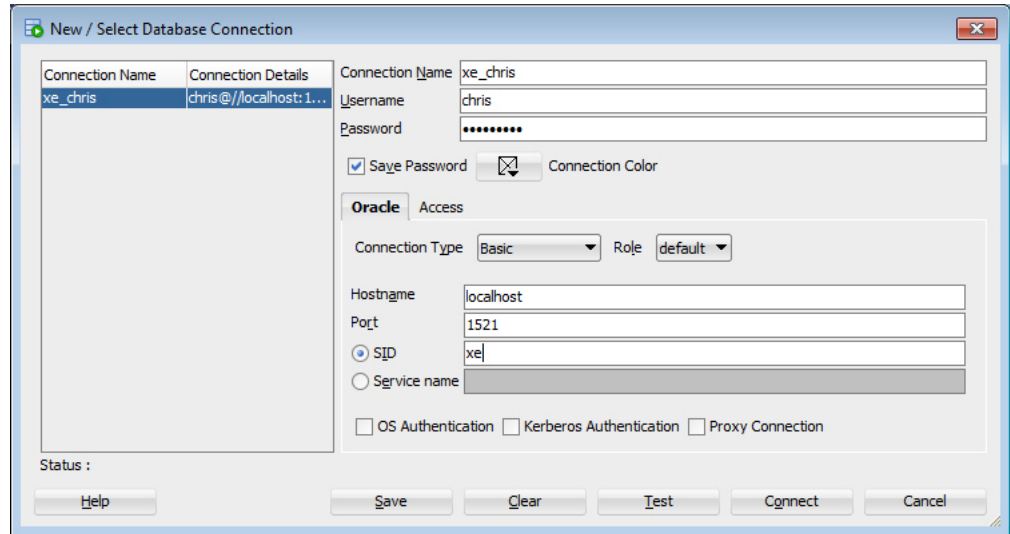 New / Select Database Connection
Connection Name Connection Details
xe_chris chris@//localhost:1...
Connection Name xe_chris
Username chris
Password •••••••••
Save Password Connection Color
Oracle Access
Connection Type Basic Role default
Hostname localhost
Port 1521
SID xe
Service name
OS Authentication Kerberos Authentication Proxy Connection
Status :
Help Save Clear Test Connect Cancel